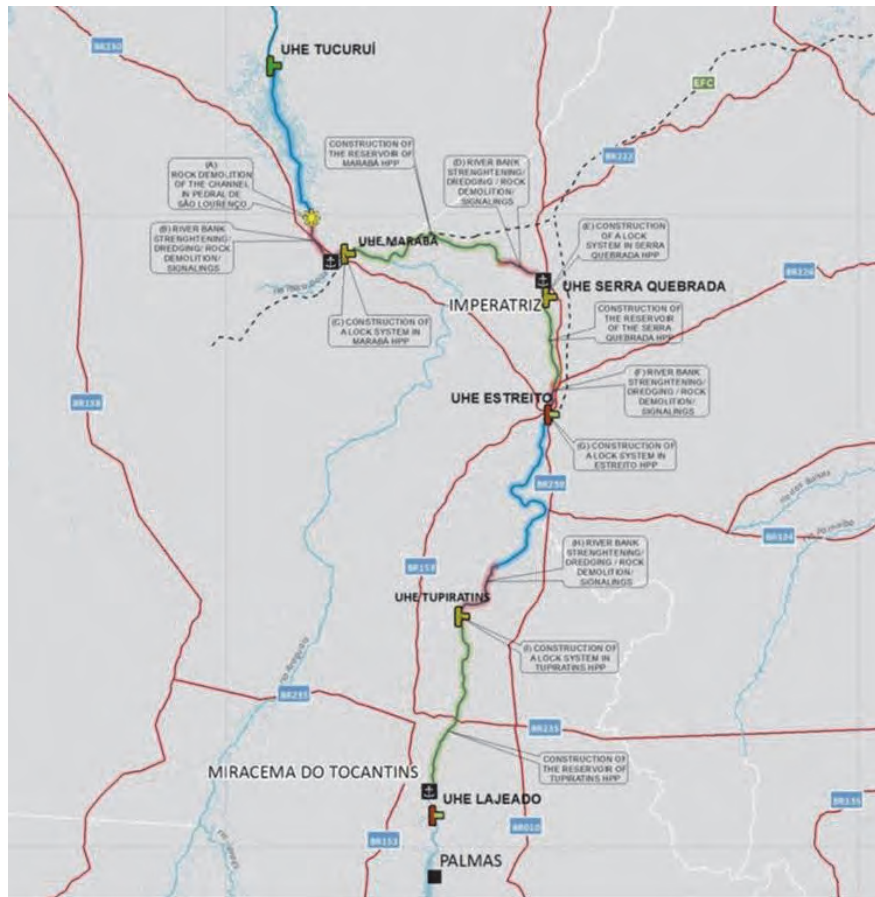 BR230
UHE TUCURUÍ
EFC
(A)
ROCK DEMOLITION
OF THE CHANNEL
IN PEDRAL DE
SÃO LOURENÇO
CONSTRUCTION OF
THE RESERVOIR OF
MARABÁ HPP
(D) RIVER BANK
STRENGHTENING/
DREDGING / ROCK
DEMOLITION/
SIGNALINGS
BR222
(B) RIVER BANK
STRENGHTENING/
DREDGING/ ROCK
DEMOLITION/
SIGNALINGS
UHE MARABÁ
(E) CONSTRUCTION
OF A LOCK
SYSTEM IN SERRA
QUEBRADA HPP
UHE SERRA QUEBRADA
IMPERATRIZ
CONSTRUCTION OF
A LOCK SYSTEM IN
MARABÁ HPP
CONSTRUCTION OF
THE RESERVOIR
OF THE SERRA
QUEBRADA HPP
(F) RIVER BANK
STRENGHTENING/
DREDGING / ROCK
DEMOLITION/
SIGNALINGS
UHE ESTREITO
BR158
(G) CONSTRUCTION OF
A LOCK SYSTEM IN
ESTREITO HPP
(H) RIVER BANK
STRENGHTENING/
DREDGING / ROCK
DEMOLITION/
SIGNALINGS
BR153
UHE TUPIRATINS
(I) CONSTRUCTION OF
A LOCK SYSTEM IN
TUPIRATINS HPP
BR235
BR235
CONSTRUCTION OF
THE RESERVOIR OF
TUPIRATINS HPP
MIRACEMA DO TOCANTINS
UHE LAJEADO
BR153
BR010
BR135
PALMAS